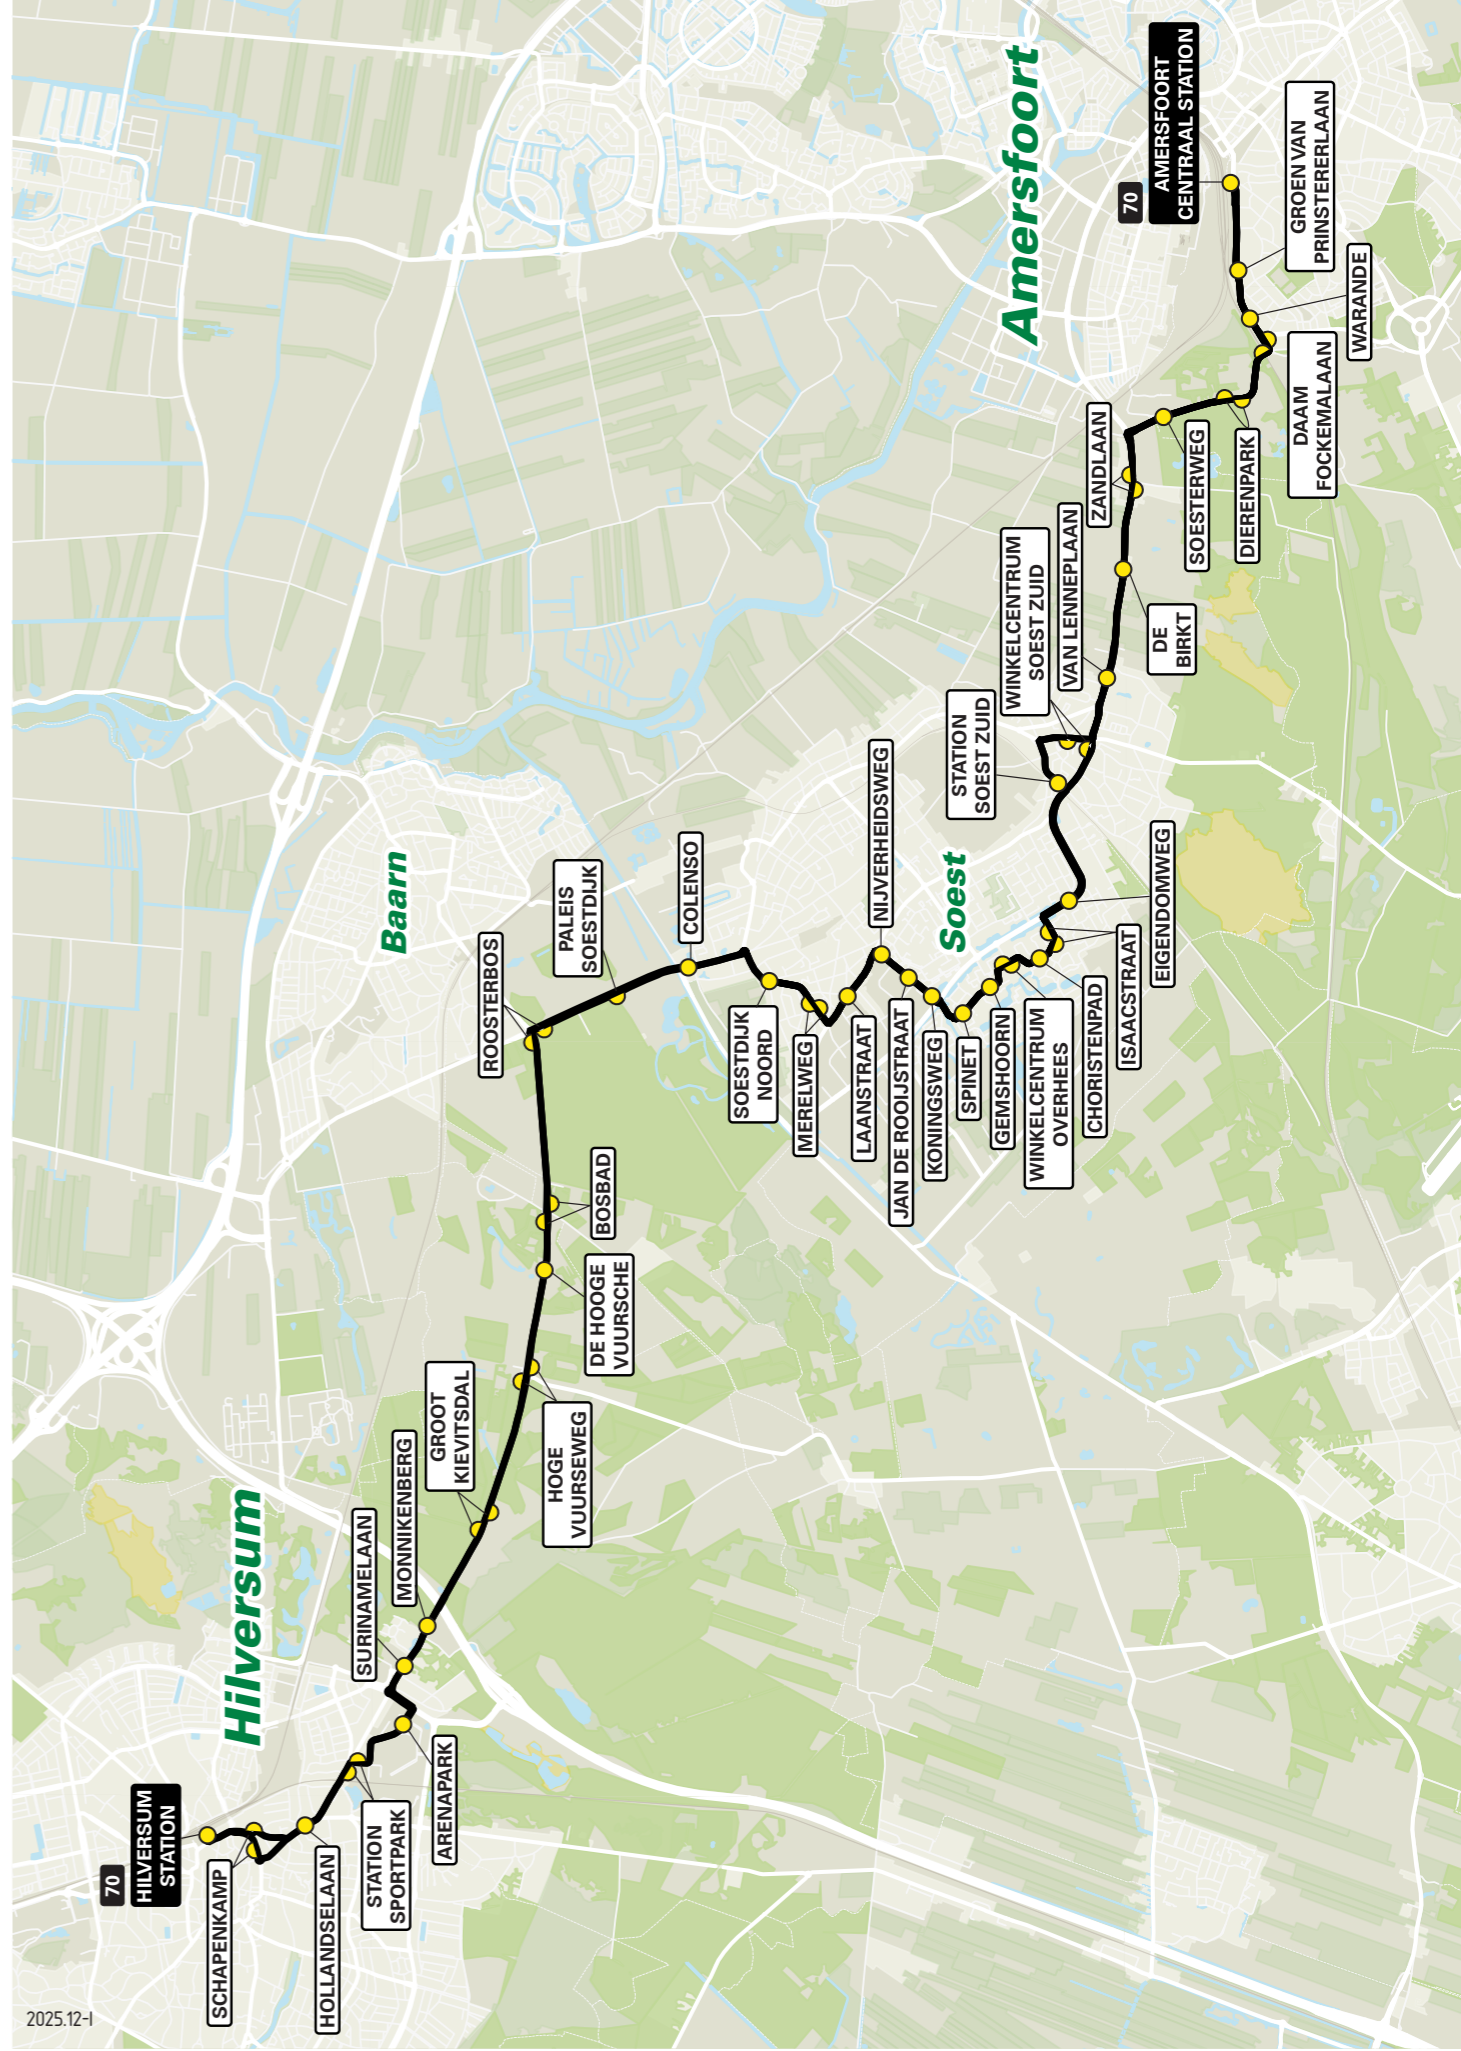 70
HILVERSUM
STATION
SCHAPENKAMP
HOLLANDSELAAN
STATION
SPORTPARK
ARENAPARK
Hilversum
SURINAMELAAN
MONNIKENBERG
GROOT
KIEVITSDAL
HOGE
VUURSEWEG
DE HOOGE
VUURSCHE
BOSBAD
ROOSTERBOS
Baarn
PALEIS
SOESTDIJK
COLENSO
SOESTDIJK
NOORD
MERELWEG
LAANSTRAAT
NIJVERHEIDSWEG
JAN DE ROOIJSTRAAT
KONINGSWEG
SPINET
GEMSHOORN
WINKELCENTRUM
OVERHEES
CHORISTENPAD
ISAACSTRAAT
EIGENDOMWEG
Soest
STATION
SOEST ZUID
WINKELCENTRUM
SOEST ZUID
VAN LENNEPLAAN
DE
BIRKT
ZANDLAAN
SOESTERWEG
DIERENPARK
DAAM
FOCKEMALAAN
WARANDE
GROEN VAN
PRINSTERERLAAN
Amersfoort
70
AMERSFOORT
CENTRAAL STATION
2025.12-I